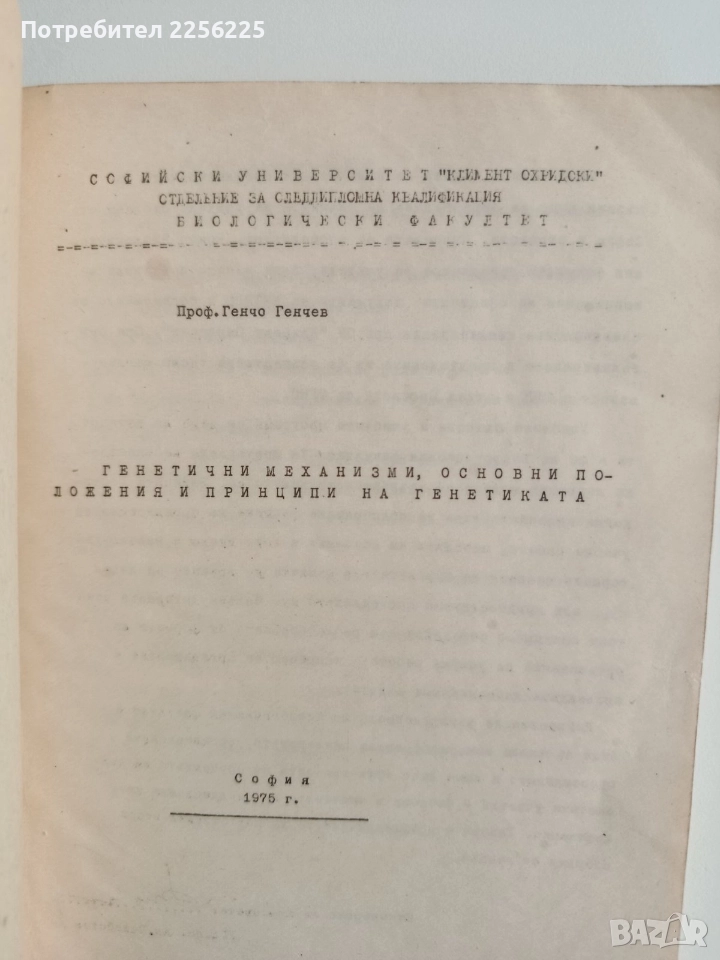 Потребител 2256225
СОФИЙСКИ УНИВЕРСИТЕТ "КЛИМЕНТ ОХРИДСКИ"
ОТДЕЛЕНИЕ ЗА СЛЕДДИПЛОМНА КВАЛИФИКАЦИЯ
БИОЛОГИЧЕСКИ ФАКУЛТЕТ
Проф.Генчо Генчев
ГЕНЕТИЧНИ МЕХАНИЗМИ, ОСНОВНИ ПО-
ЛОЖЕНИЯ И ПРИНЦИПИ НА ГЕНЕТИКАТА
София
1975 г.
BAZAR